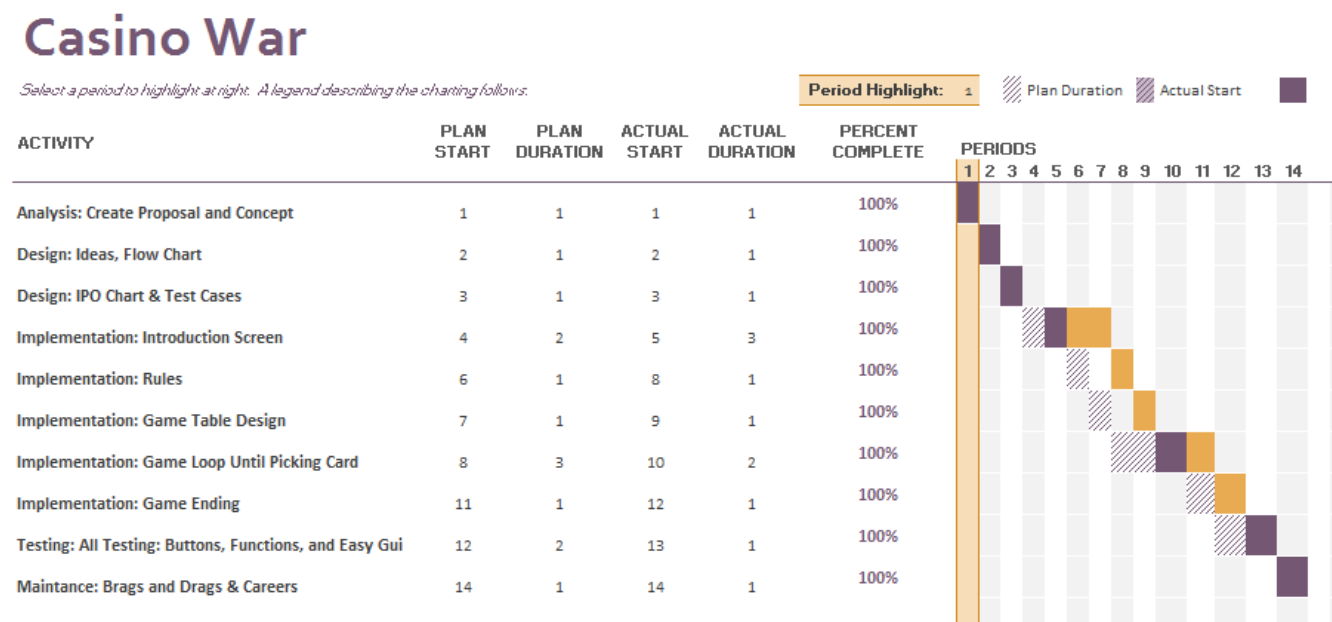 Casino War
Select a period to highlight at right. A legend describing the charting follows.
Period Highlight: 1 Plan Duration Actual Start
ACTIVITY PLAN START PLAN DURATION ACTUAL START ACTUAL DURATION PERCENT COMPLETE PERIODS
1 2 3 4 5 6 7 8 9 10 11 12 13 14
Analysis: Create Proposal and Concept 1 1 1 1 100%
Design: Ideas, Flow Chart 2 1 2 1 100%
Design: IPO Chart & Test Cases 3 1 3 1 100%
Implementation: Introduction Screen 4 2 5 3 100%
Implementation: Rules 6 1 8 1 100%
Implementation: Game Table Design 7 1 9 1 100%
Implementation: Game Loop Until Picking Card 8 3 10 2 100%
Implementation: Game Ending 11 1 12 1 100%
Testing: All Testing: Buttons, Functions, and Easy Gui 12 2 13 1 100%
Maintance: Brags and Drags & Careers 14 1 14 1 100%